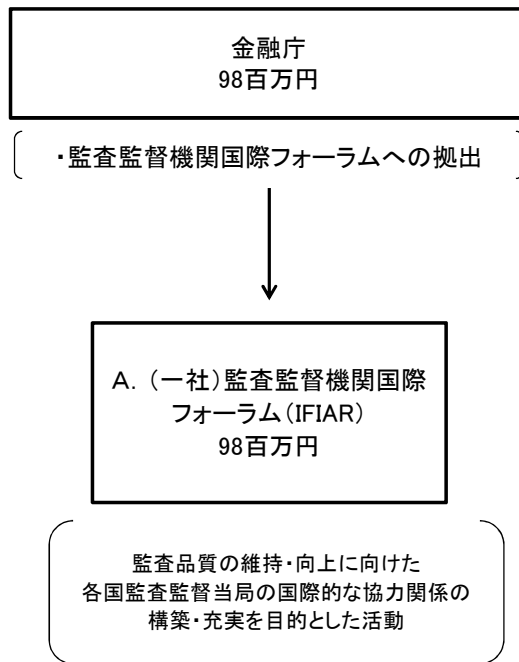 金融庁
98百万円
・監査監督機関国際フォーラムへの拠出
A. (一社)監査監督機関国際
フォーラム(IFIAR)
98百万円
監査品質の維持・向上に向けた
各国監査監督当局の国際的な協力関係の
構築・充実を目的とした活動